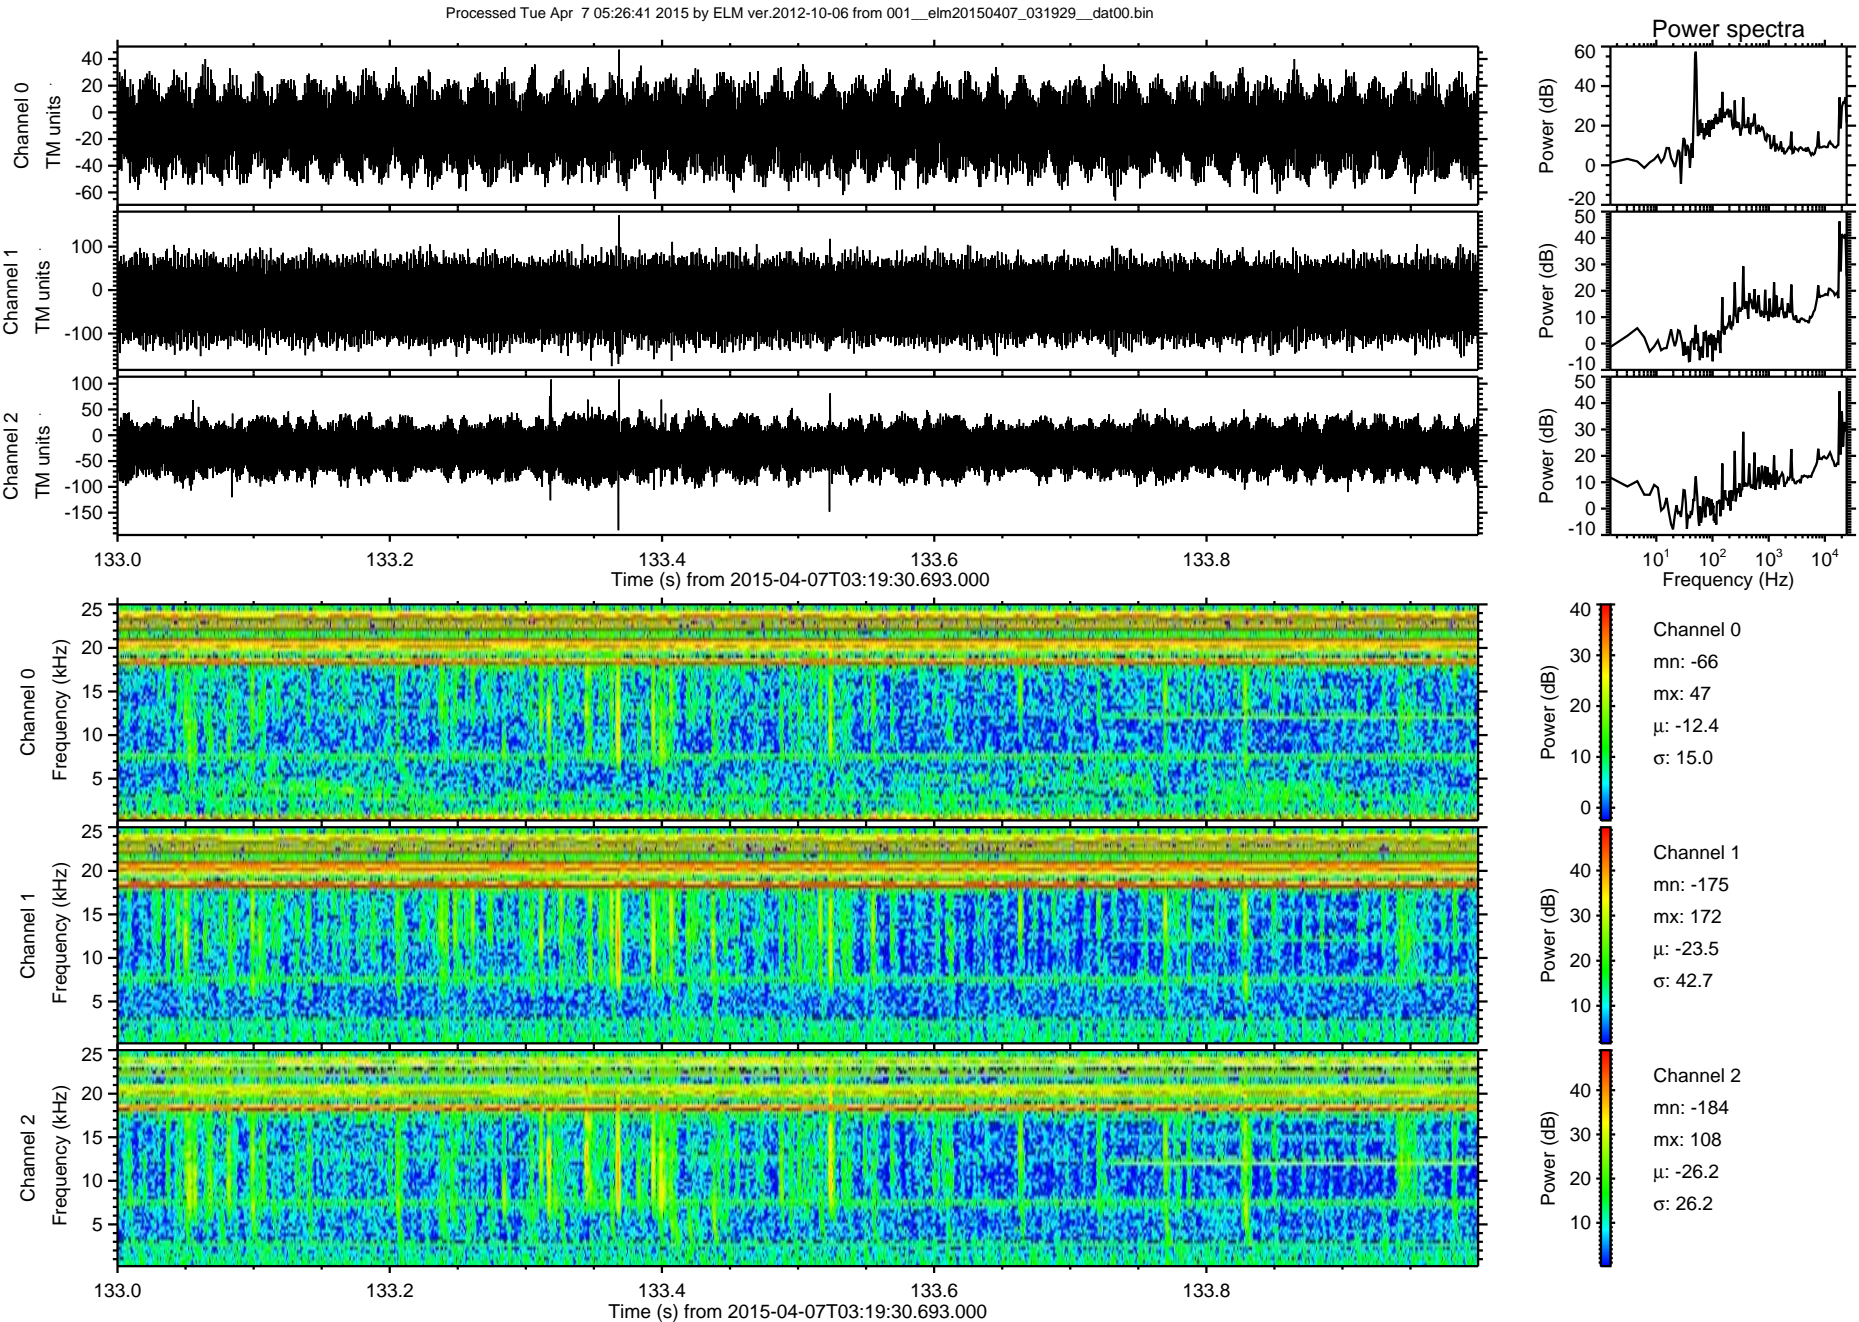 Processed Tue Apr  7 05:26:41 2015 by ELM ver.2012-10-06 from 001__elm20150407_031929__dat00.bin
Power spectra
Channel 0
TM units
40
20
0
-20
-40
-60
Power (dB)
60
40
20
0
-20
Channel 1
TM units
100
0
-100
Power (dB)
50
40
30
20
10
0
-10
Channel 2
TM units
100
50
0
-50
-100
-150
Power (dB)
50
40
30
20
10
0
-10
133.0 133.2 133.4 133.6 133.8
Time (s) from 2015-04-07T03:19:30.693.000
10^1 10^2 10^3 10^4
Frequency (Hz)
Channel 0
Frequency (kHz)
25
20
15
10
5
Power (dB)
40
30
20
10
0
Channel 0
mn: -66
mx: 47
μ: -12.4
σ: 15.0
Channel 1
Frequency (kHz)
25
20
15
10
5
Power (dB)
40
30
20
10
Channel 1
mn: -175
mx: 172
μ: -23.5
σ: 42.7
Channel 2
Frequency (kHz)
25
20
15
10
5
Power (dB)
40
30
20
10
Channel 2
mn: -184
mx: 108
μ: -26.2
σ: 26.2
133.0 133.2 133.4 133.6 133.8
Time (s) from 2015-04-07T03:19:30.693.000